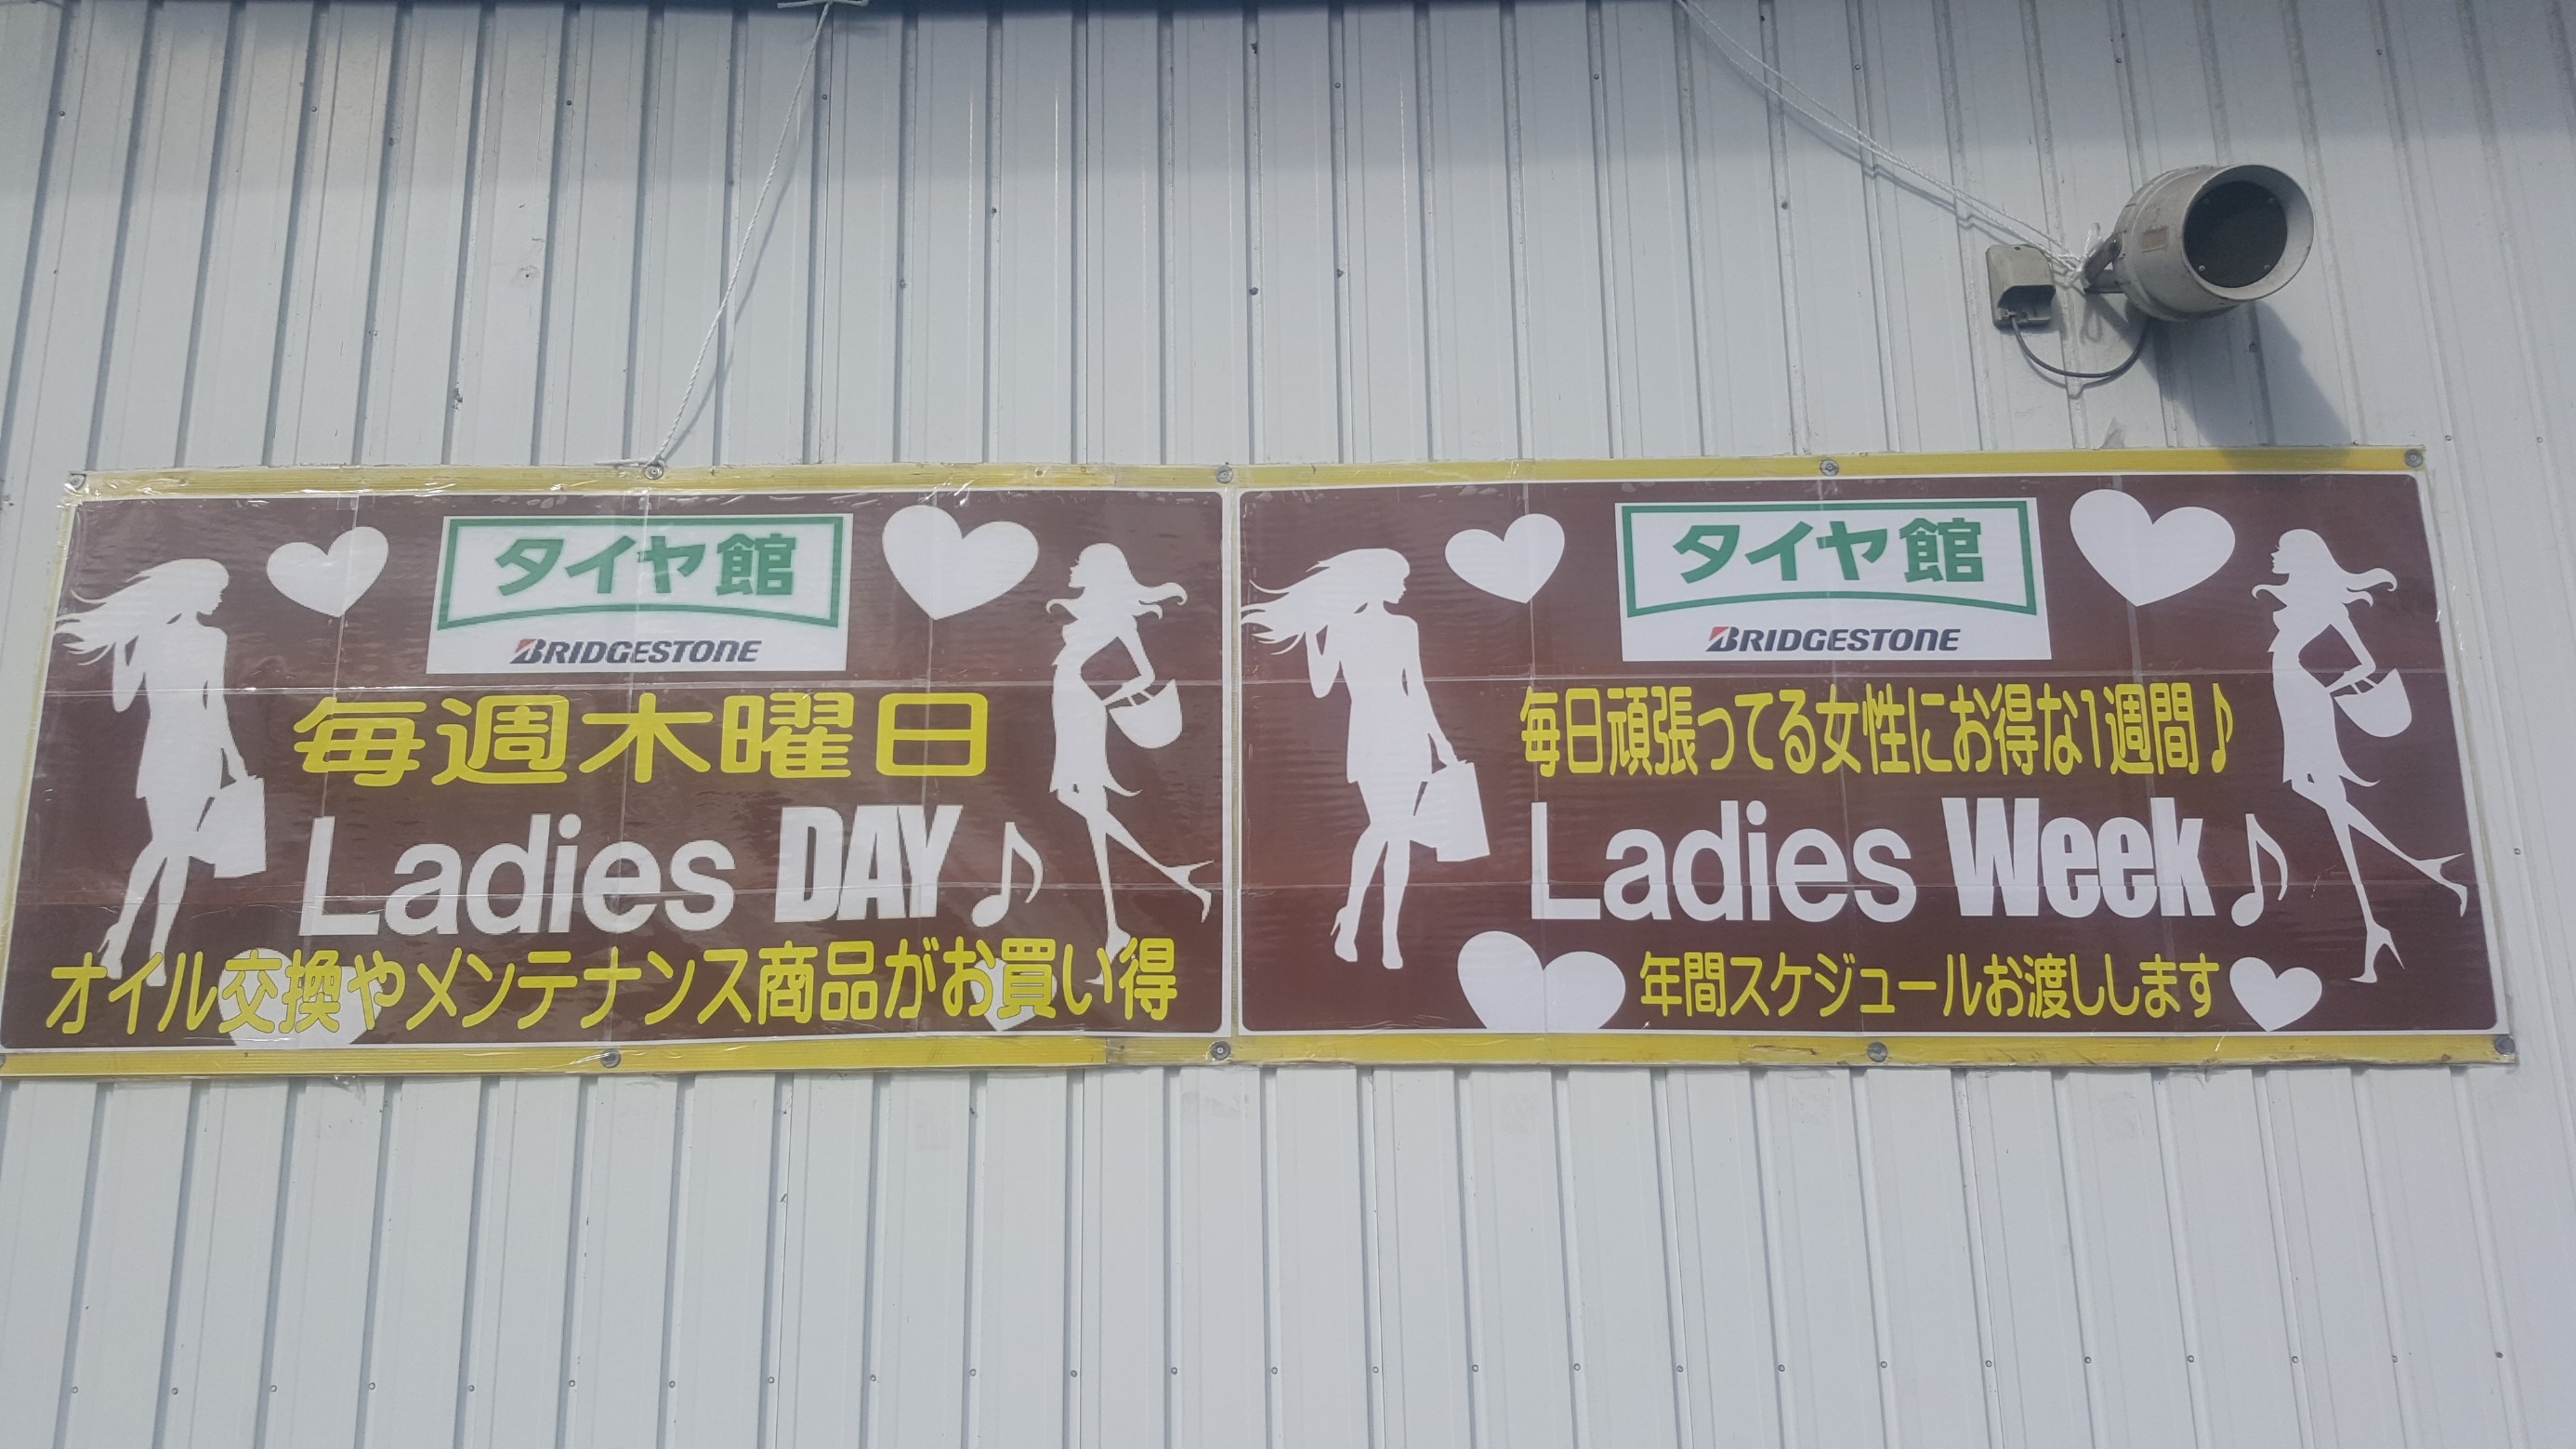 タイヤ館
BRIDGESTONE
毎週木曜日
Ladies DAY♪
オイル交換やメンテナンス商品がお買い得
タイヤ館
BRIDGESTONE
毎日頑張ってる女性にお得な1週間♪
Ladies Week♪
年間スケジュールお渡しします